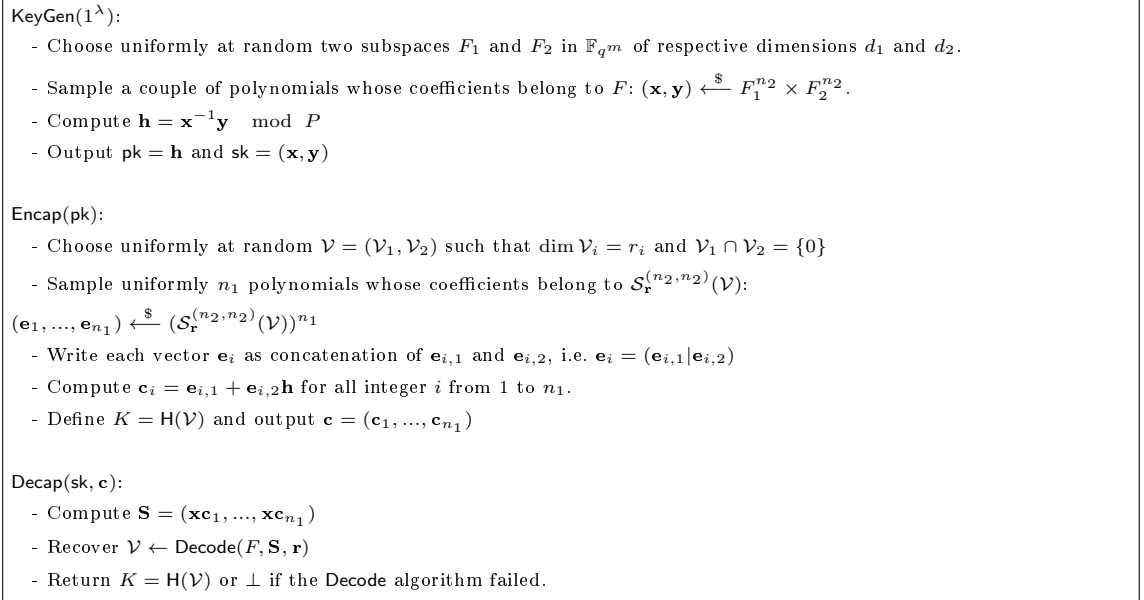 KeyGen(1^λ):
- Choose uniformly at random two subspaces F_1 and F_2 in 𝔽_{q^m} of respective dimensions d_1 and d_2.
- Sample a couple of polynomials whose coefficients belong to F: (x, y) ←$ F_1^{n_2} × F_2^{n_2}.
- Compute h = x^{-1}y mod P
- Output pk = h and sk = (x, y)
Encap(pk):
- Choose uniformly at random 𝒱 = (𝒱_1, 𝒱_2) such that dim 𝒱_i = r_i and 𝒱_1 ∩ 𝒱_2 = {0}
- Sample uniformly n_1 polynomials whose coefficients belong to 𝒮_r^{(n_2,n_2)}(𝒱):
(e_1, ..., e_{n_1}) ←$ (𝒮_r^{(n_2,n_2)}(𝒱))^{n_1}
- Write each vector e_i as concatenation of e_{i,1} and e_{i,2}, i.e. e_i = (e_{i,1}|e_{i,2})
- Compute c_i = e_{i,1} + e_{i,2}h for all integer i from 1 to n_1.
- Define K = H(𝒱) and output c = (c_1, ..., c_{n_1})
Decap(sk, c):
- Compute S = (xc_1, ..., xc_{n_1})
- Recover 𝒱 ← Decode(F, S, r)
- Return K = H(𝒱) or ⊥ if the Decode algorithm failed.